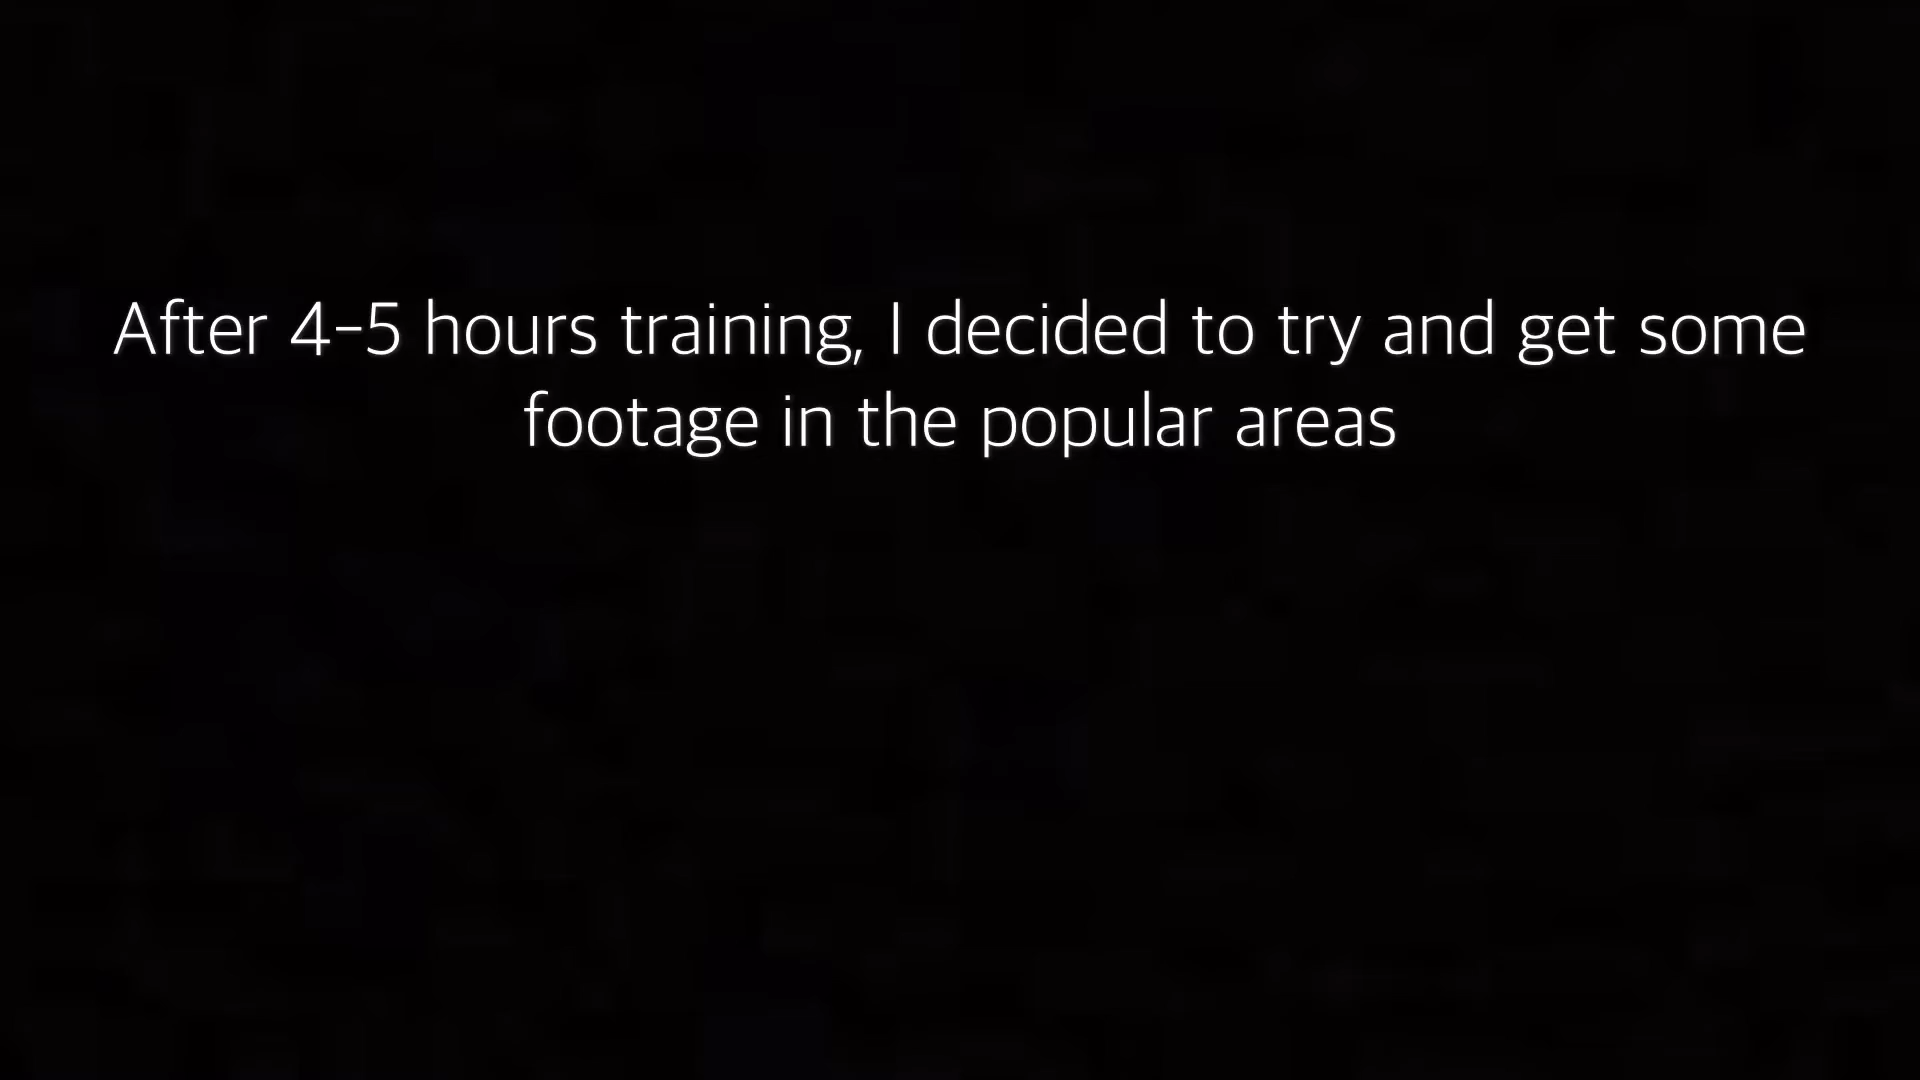 After 4-5 hours training, I decided to try and get some
footage in the popular areas